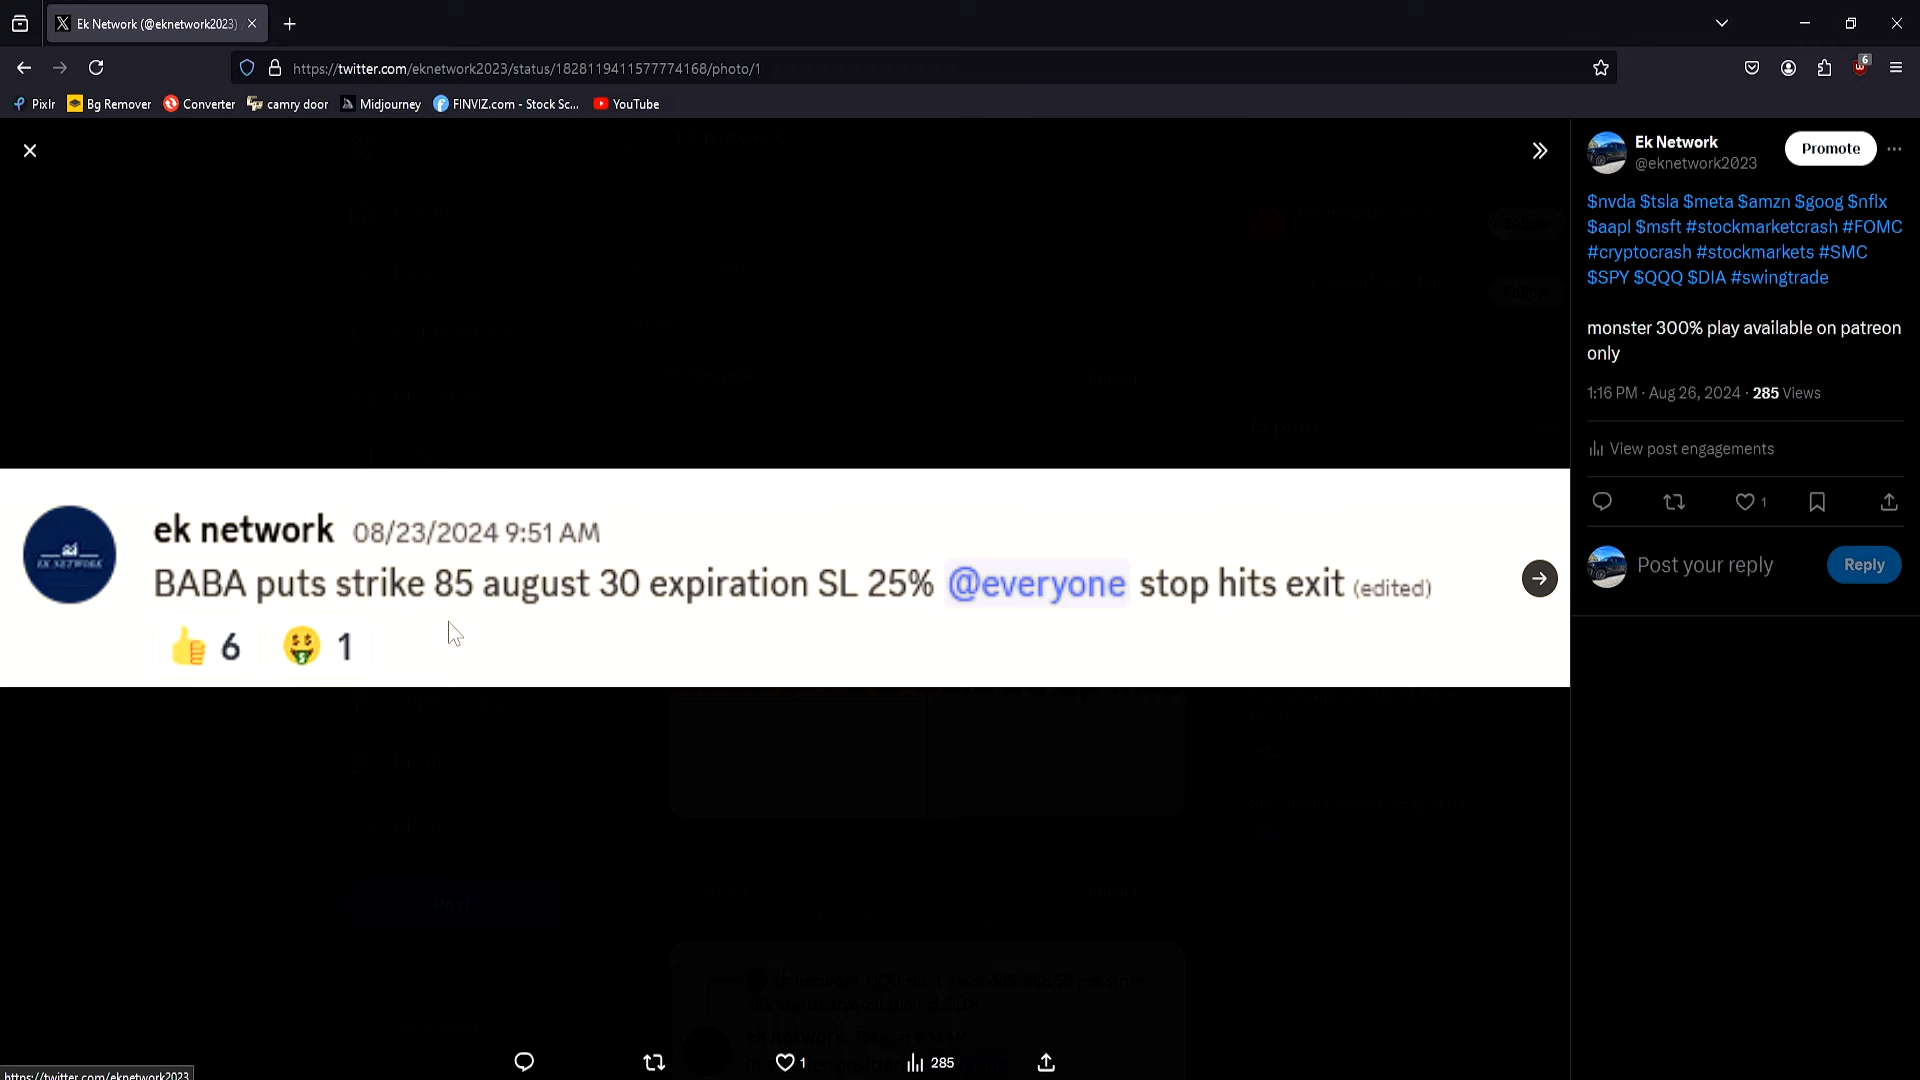 Ek Network (@eknetwork2023)
https://twitter.com/eknetwork2023/status/1828119411577774168/photo/1
6
Pixlr
Bg Remover
Converter
camry door
Midjourney
FINVIZ.com - Stock Sc...
YouTube
Ek Network
@eknetwork2023
Promote
$nvda $tsla $meta $amzn $goog $nflx
$aapl $msft #stockmarketcrash #FOMC
#cryptocrash #stockmarkets #SMC
$SPY $QQQ $DIA #swingtrade
monster 300% play available on patreon
only
1:16 PM · Aug 26, 2024 · 285 Views
View post engagements
1
Post your reply
Reply
EK NETWORK
ek network 08/23/2024 9:51 AM
BABA puts strike 85 august 30 expiration SL 25% @everyone stop hits exit (edited)
6 1
1
285
https://twitter.com/eknetwork2023